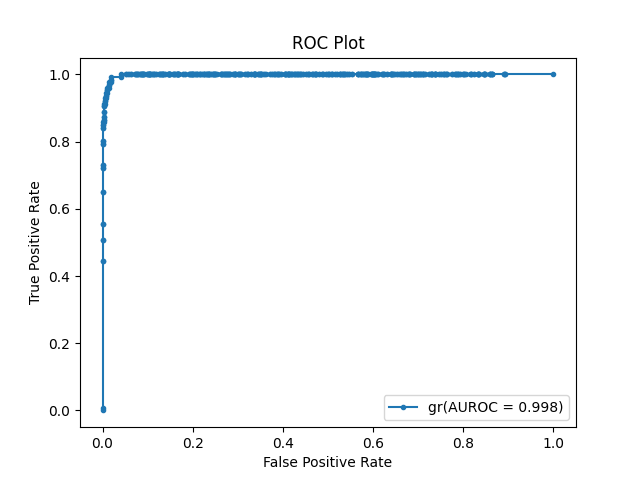 ROC Plot
True Positive Rate
1.0
0.8
0.6
0.4
0.2
0.0
0.0 0.2 0.4 0.6 0.8 1.0
False Positive Rate
gr(AUROC = 0.998)